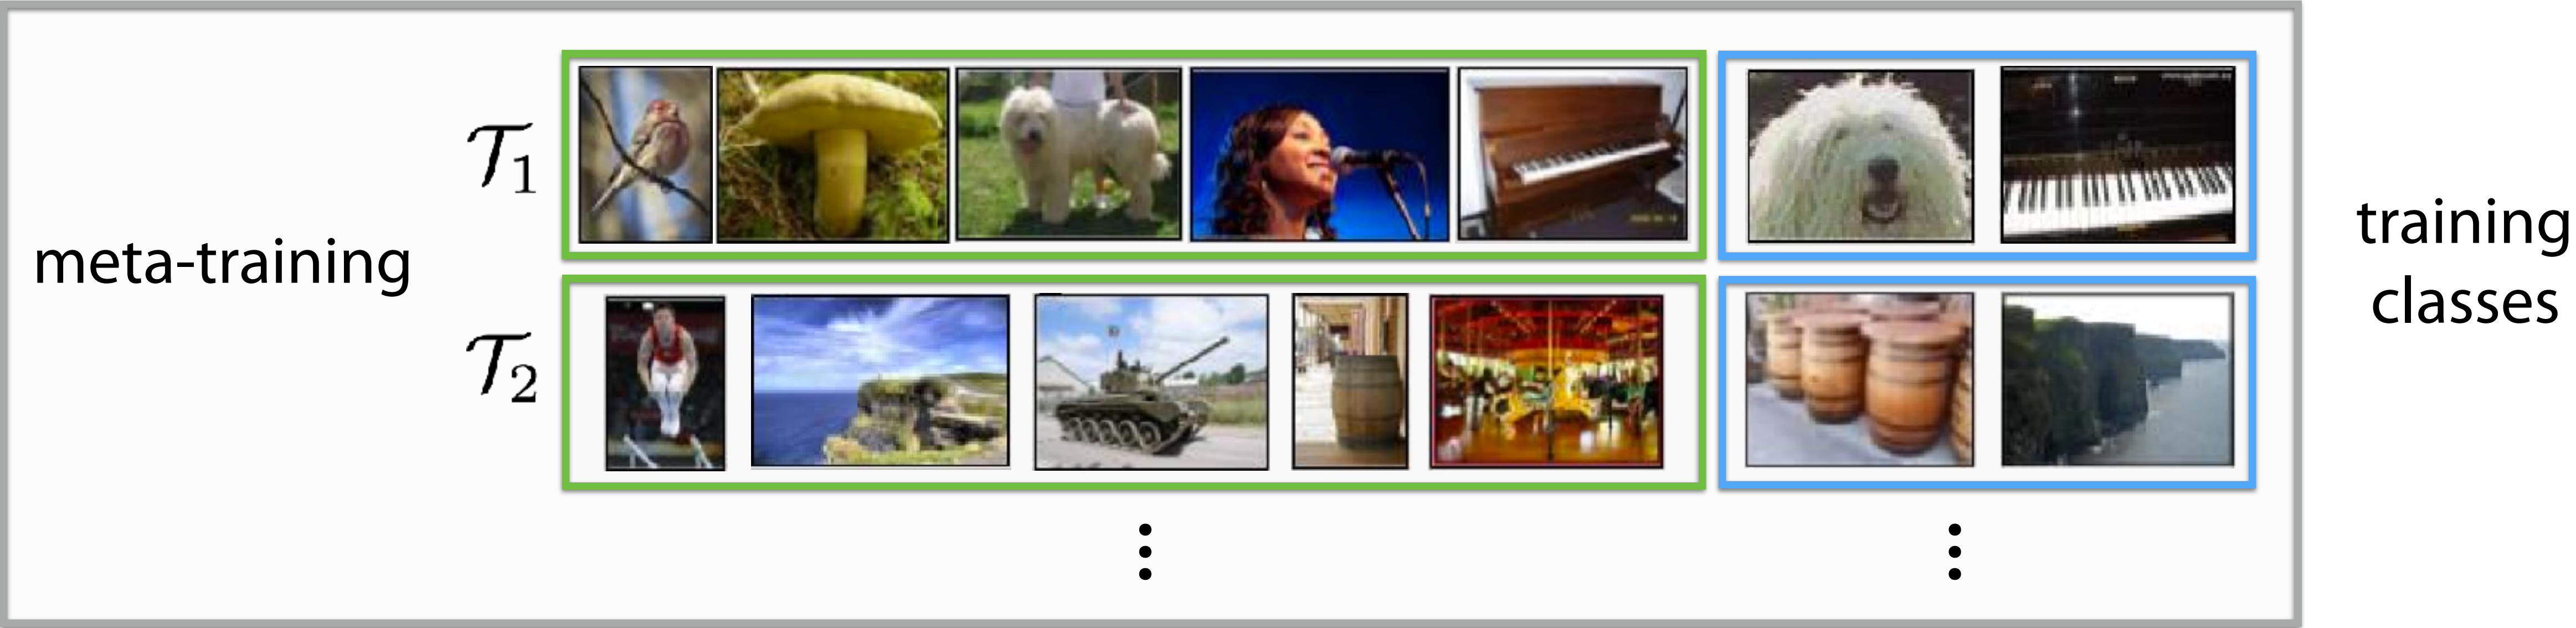 meta-training
𝒯₁
𝒯₂
training
classes